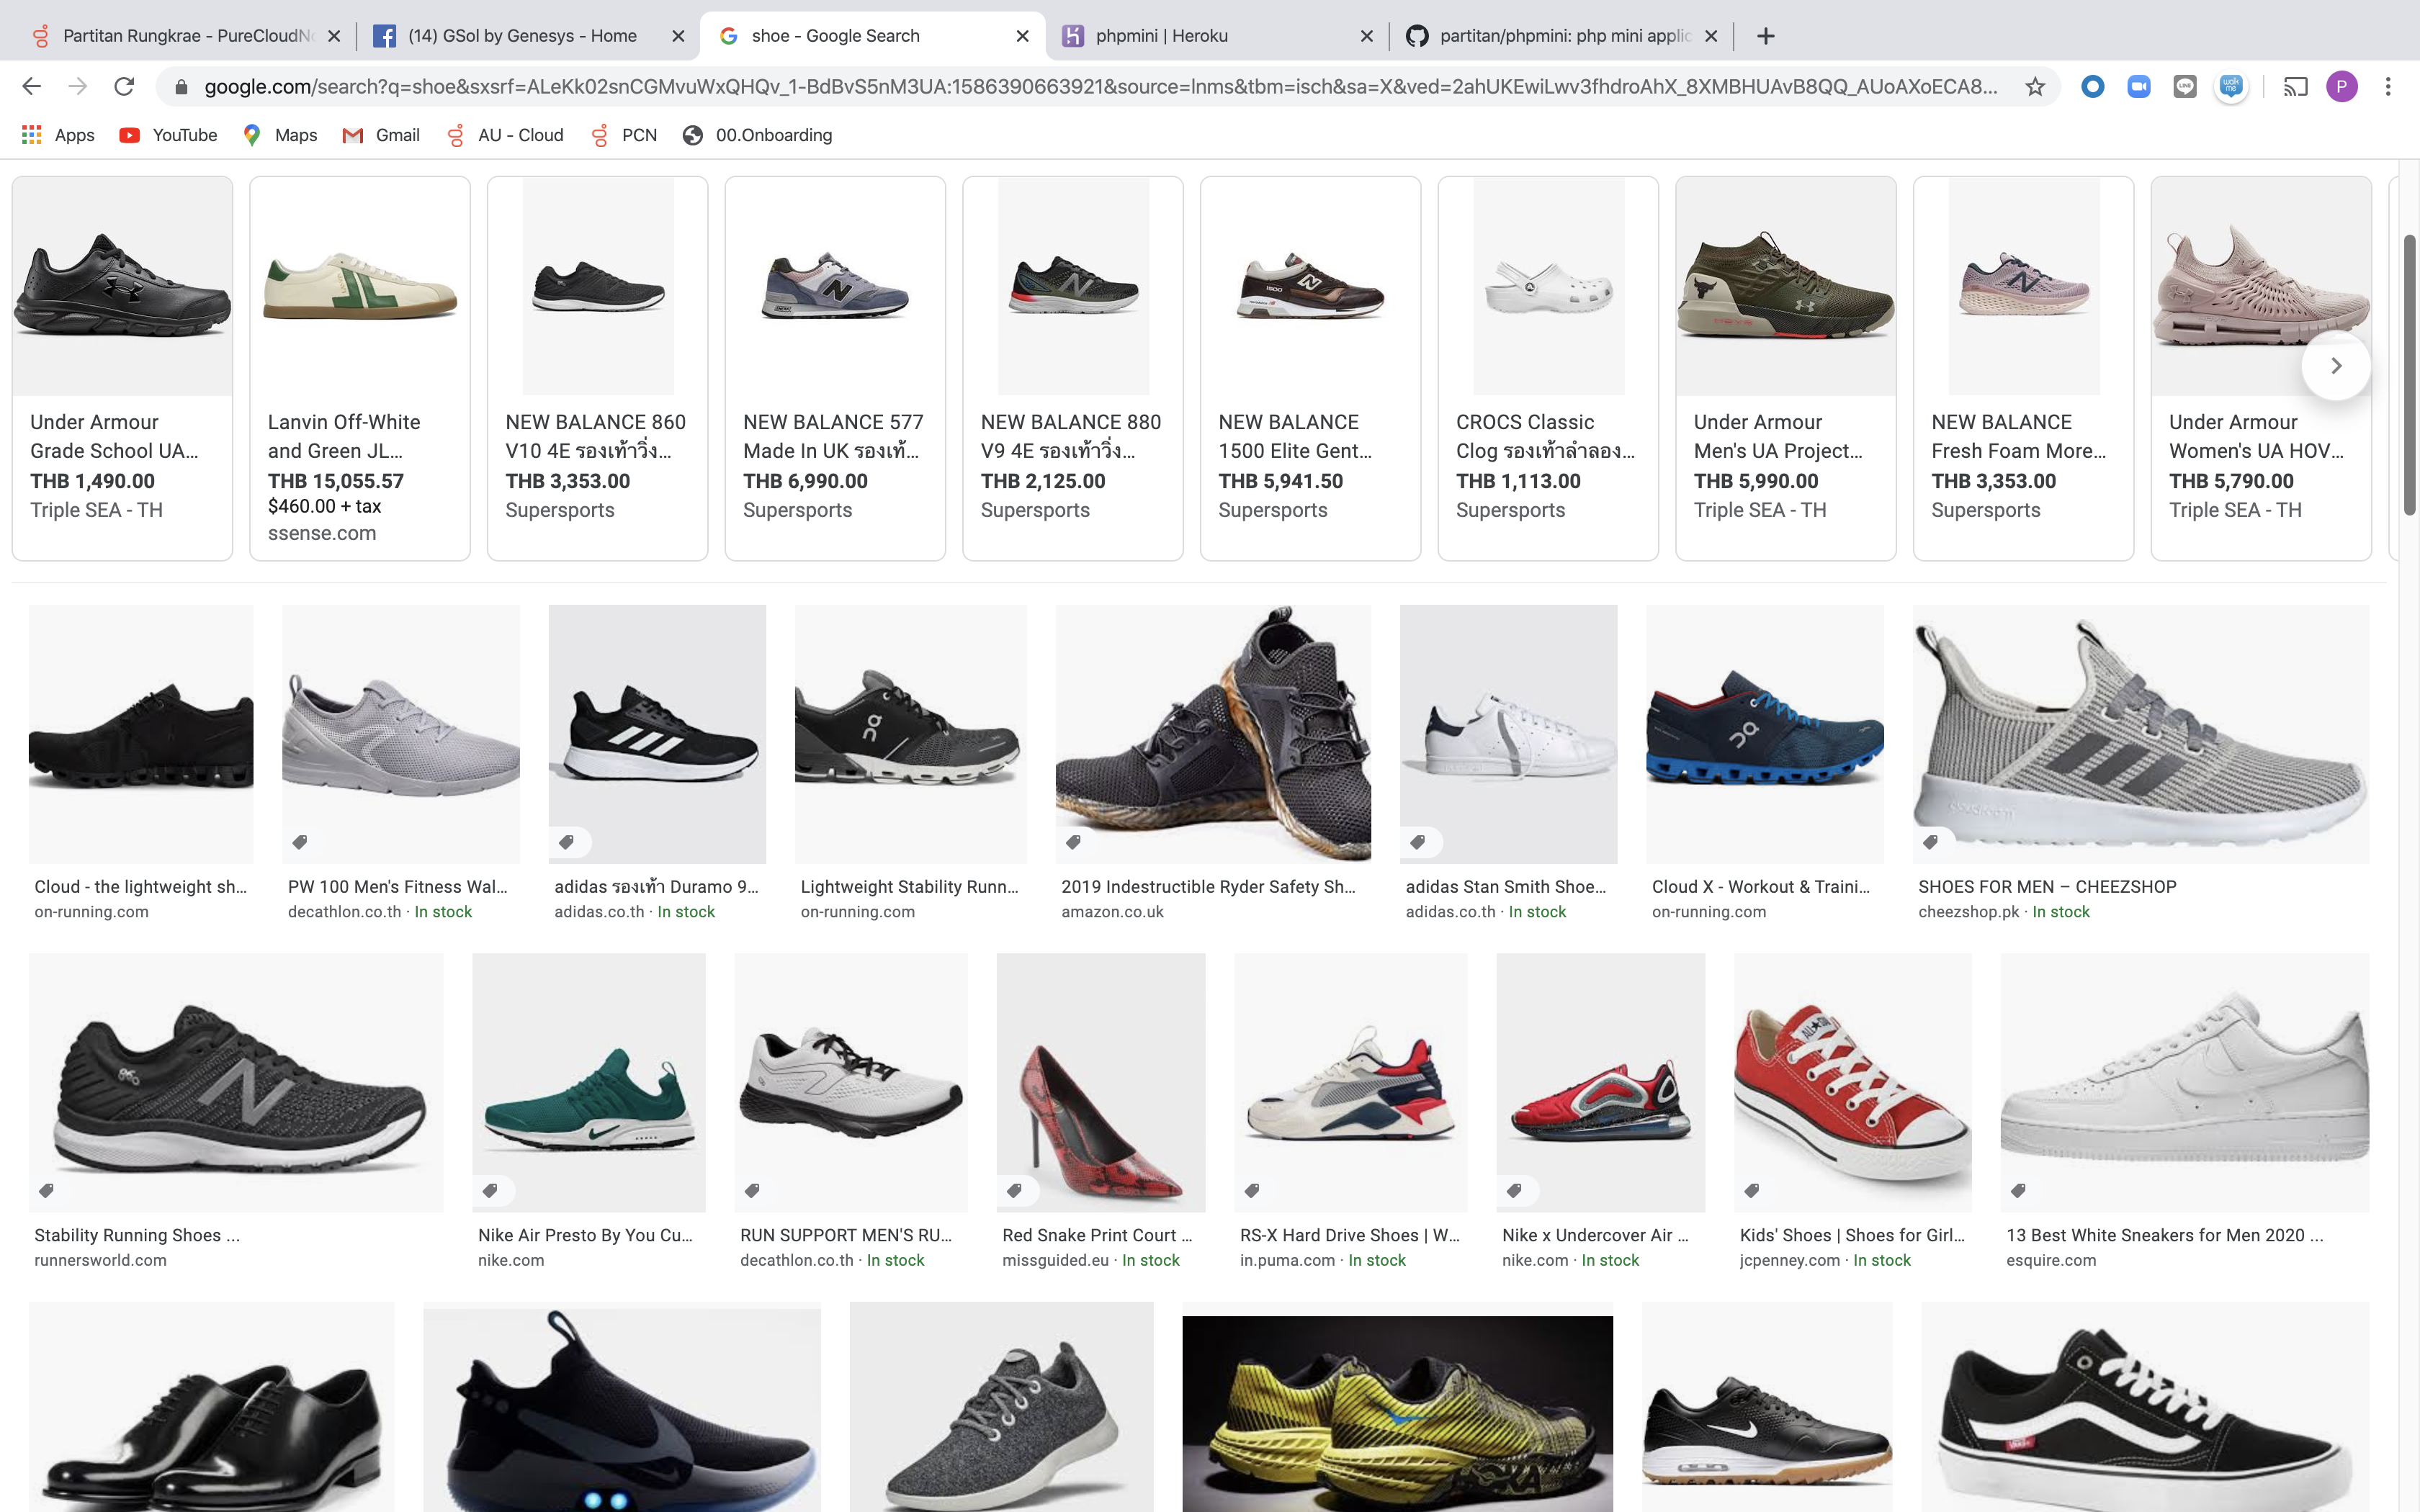 Partitan Rungkrae - PureCloudNo
(14) GSol by Genesys - Home
shoe - Google Search
phpmini | Heroku
partitan/phpmini: php mini applic
google.com/search?q=shoe&sxsrf=ALeKk02snCGMvuWxQHQv_1-BdBvS5nM3UA:1586390663921&source=lnms&tbm=isch&sa=X&ved=2ahUKEwiLwv3fhdroAhX_8XMBHUAvB8QQ_AUoAXoECA8...
P
Apps
YouTube
Maps
Gmail
AU - Cloud
PCN
00.Onboarding
Under Armour
Grade School UA...
THB 1,490.00
Triple SEA - TH
Lanvin Off-White
and Green JL...
THB 15,055.57
$460.00 + tax
ssense.com
NEW BALANCE 860
V10 4E รองเท้าวิ่ง...
THB 3,353.00
Supersports
NEW BALANCE 577
Made In UK รองเท้...
THB 6,990.00
Supersports
NEW BALANCE 880
V9 4E รองเท้าวิ่ง...
THB 2,125.00
Supersports
NEW BALANCE
1500 Elite Gent...
THB 5,941.50
Supersports
CROCS Classic
Clog รองเท้าลำลอง...
THB 1,113.00
Supersports
Under Armour
Men's UA Project...
THB 5,990.00
Triple SEA - TH
NEW BALANCE
Fresh Foam More...
THB 3,353.00
Supersports
Under Armour
Women's UA HOV...
THB 5,790.00
Triple SEA - TH
Cloud - the lightweight sh...
on-running.com
PW 100 Men's Fitness Wal...
decathlon.co.th · In stock
adidas รองเท้า Duramo 9...
adidas.co.th · In stock
Lightweight Stability Runn...
on-running.com
2019 Indestructible Ryder Safety Sh...
amazon.co.uk
adidas Stan Smith Shoe...
adidas.co.th · In stock
Cloud X - Workout & Traini...
on-running.com
SHOES FOR MEN – CHEEZSHOP
cheezshop.pk · In stock
Stability Running Shoes ...
runnersworld.com
Nike Air Presto By You Cu...
nike.com
RUN SUPPORT MEN'S RU...
decathlon.co.th · In stock
Red Snake Print Court ...
missguided.eu · In stock
RS-X Hard Drive Shoes | W...
in.puma.com · In stock
Nike x Undercover Air ...
nike.com · In stock
Kids' Shoes | Shoes for Girl...
jcpenney.com · In stock
13 Best White Sneakers for Men 2020 ...
esquire.com